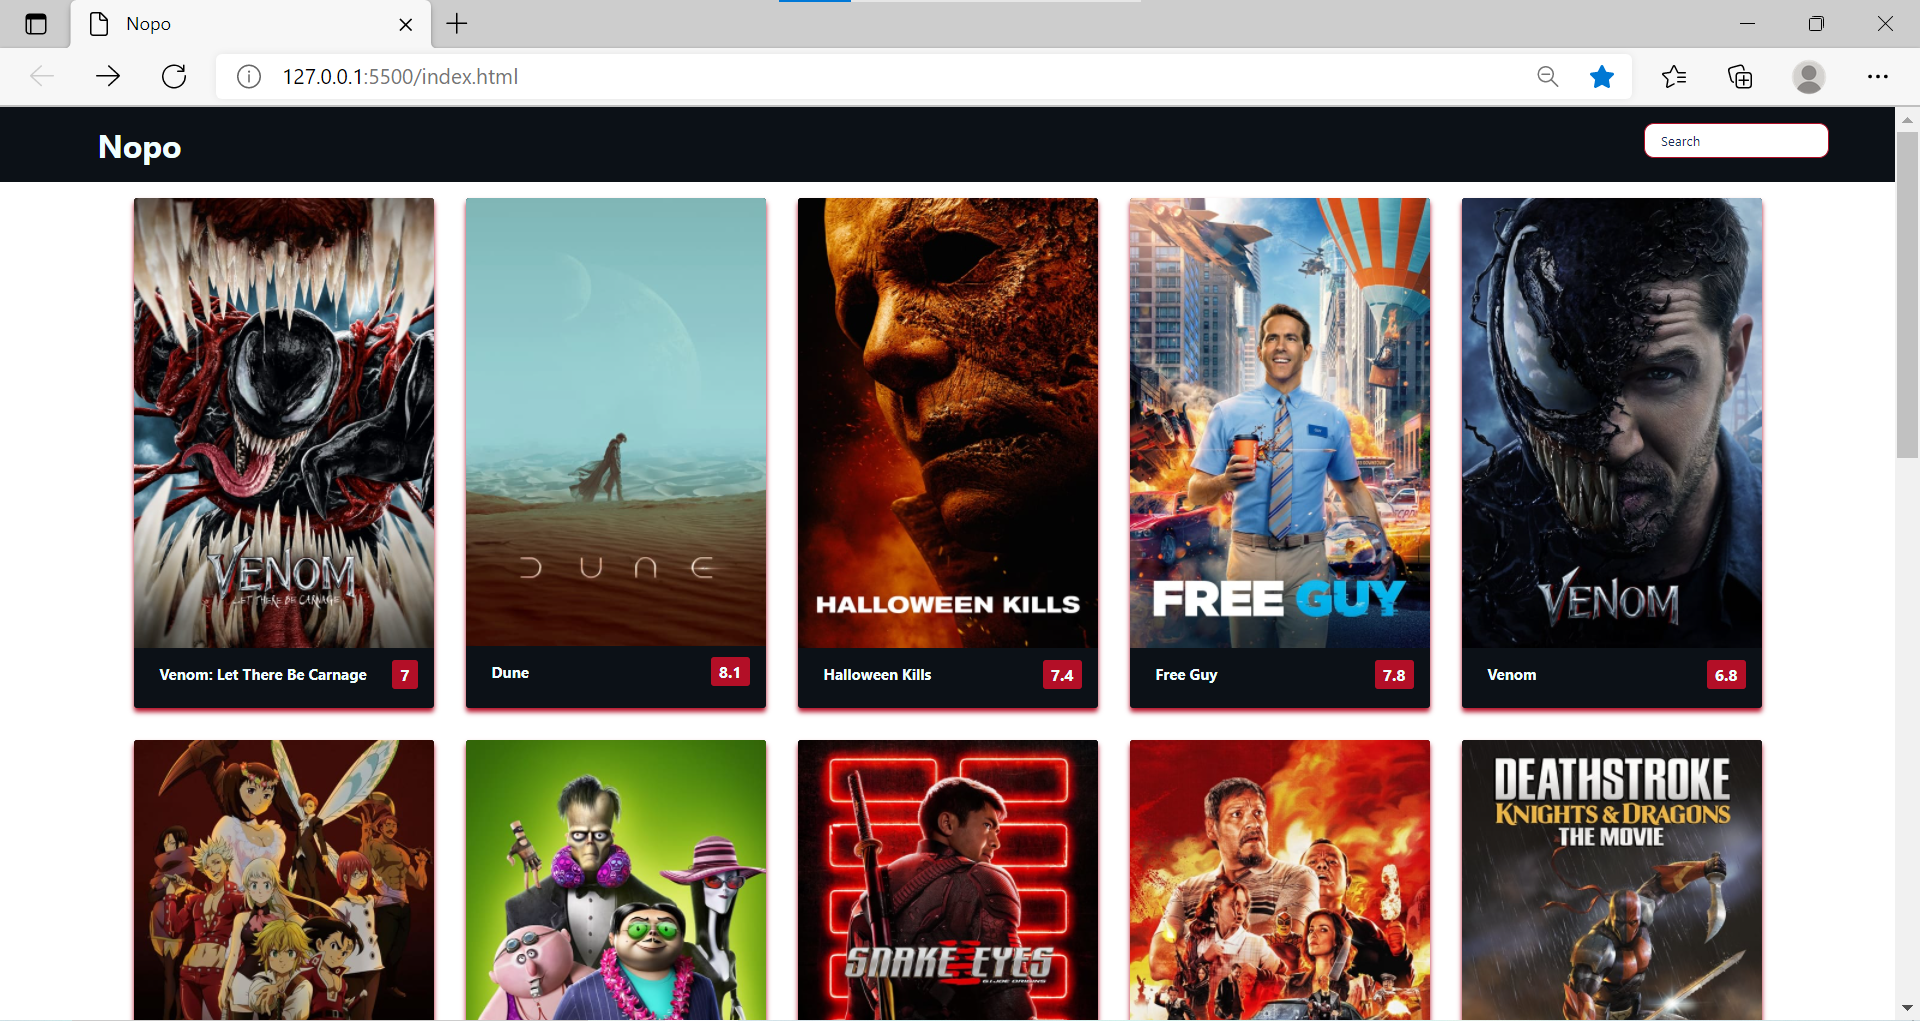 Nopo
127.0.0.1:5500/index.html
Nopo
Search
VENOM
LET THERE BE CARNAGE
DUNE
HALLOWEEN KILLS
FREE GUY
VENOM
Venom: Let There Be Carnage 7
Dune 8.1
Halloween Kills 7.4
Free Guy 7.8
Venom 6.8
DEATHSTROKE
KNIGHTS & DRAGONS
THE MOVIE
SNAKE EYES
G.I. JOE ORIGINS